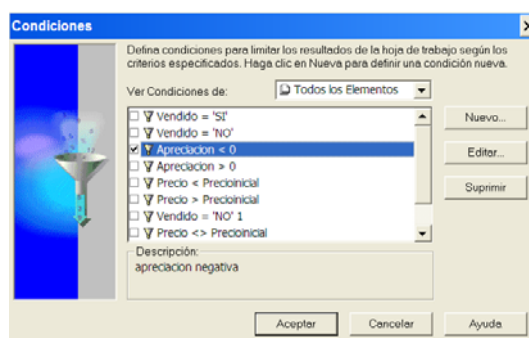 Condiciones
Defina condiciones para limitar los resultados de la hoja de trabajo según los
criterios especificados. Haga clic en Nueva para definir una condición nueva.
Ver Condiciones de: Todos los Elementos
Vendido = 'SI'
Vendido = 'NO'
Apreciacion < 0
Apreciacion > 0
Precio < Precioinicial
Precio > Precioinicial
Vendido = 'NO' 1
Precio <> Precioinicial
Nuevo...
Editar...
Suprimir
Descripción:
apreciacion negativa
Aceptar Cancelar Ayuda